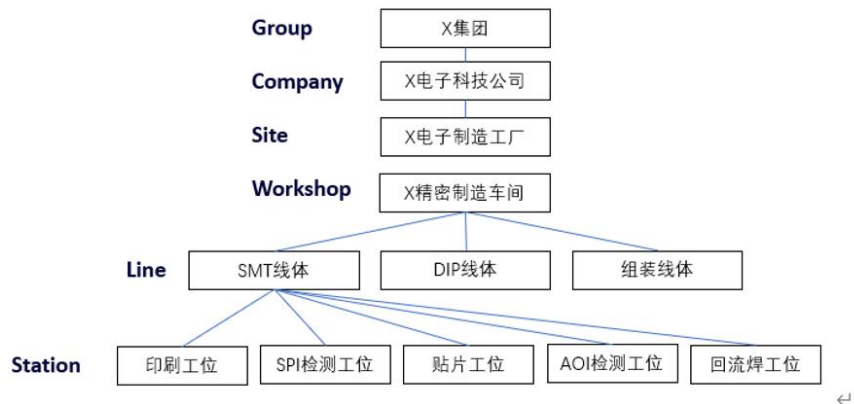 Group X集团
Company X电子科技公司
Site X电子制造工厂
Workshop X精密制造车间
Line SMT线体 DIP线体 组装线体
Station 印刷工位 SPI检测工位 贴片工位 AOI检测工位 回流焊工位